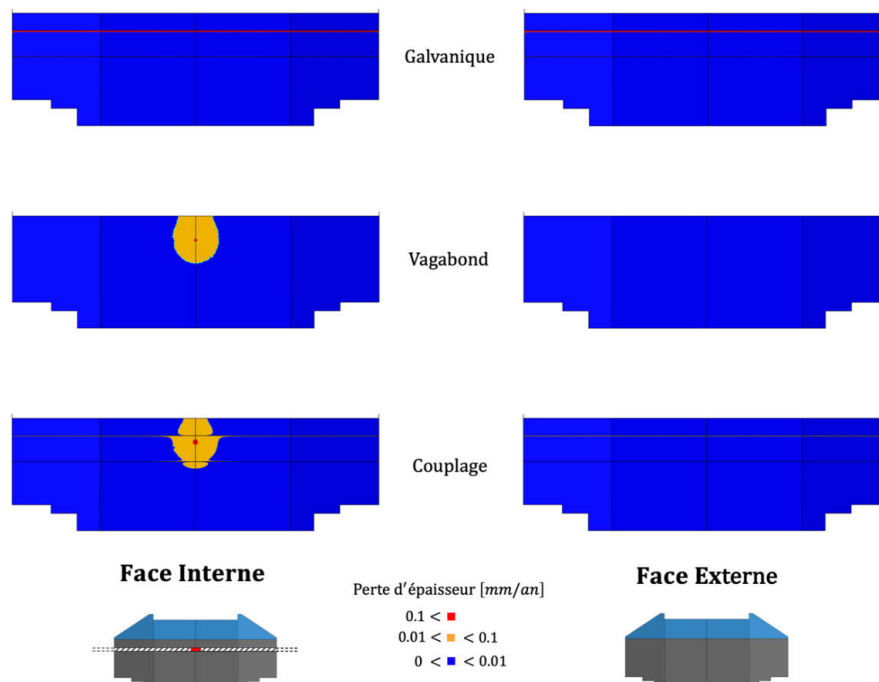 Galvanique
Vagabond
Couplage
Face Interne
Face Externe
Perte d'épaisseur [mm/an]
0.1 <
0.01 < < 0.1
0 < < 0.01